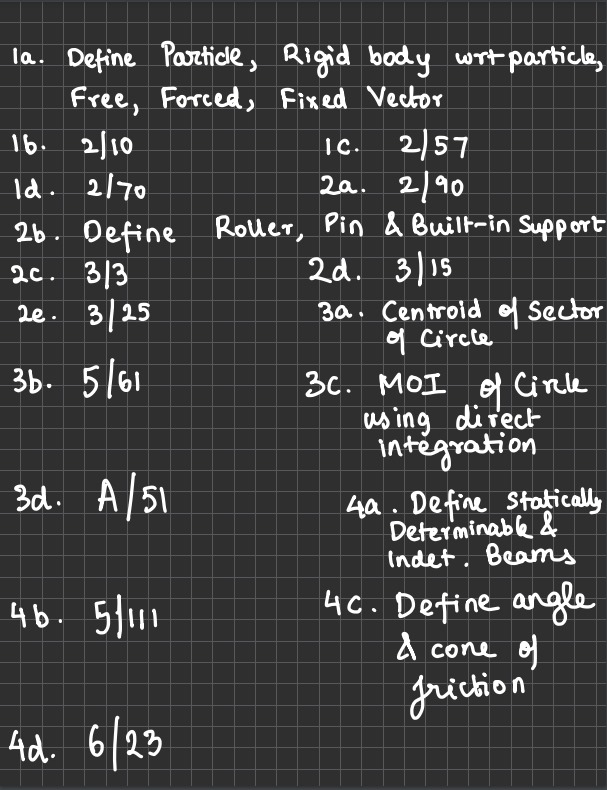 1a. Define Particle, Rigid body wrt particle,
Free, Forced, Fixed Vector
1b. 2/10 1c. 2/57
1d. 2/70 2a. 2/90
2b. Define Roller, Pin & Built-in Support
2c. 3/3 2d. 3/15
2e. 3/25 3a. Centroid of Sector
of Circle
3b. 5/61 3c. MOI of Circle
using direct
integration
3d. A/51 4a. Define Statically
Determinable &
Indet. Beams
4b. 5/111 4c. Define angle
& cone of
friction
4d. 6/23